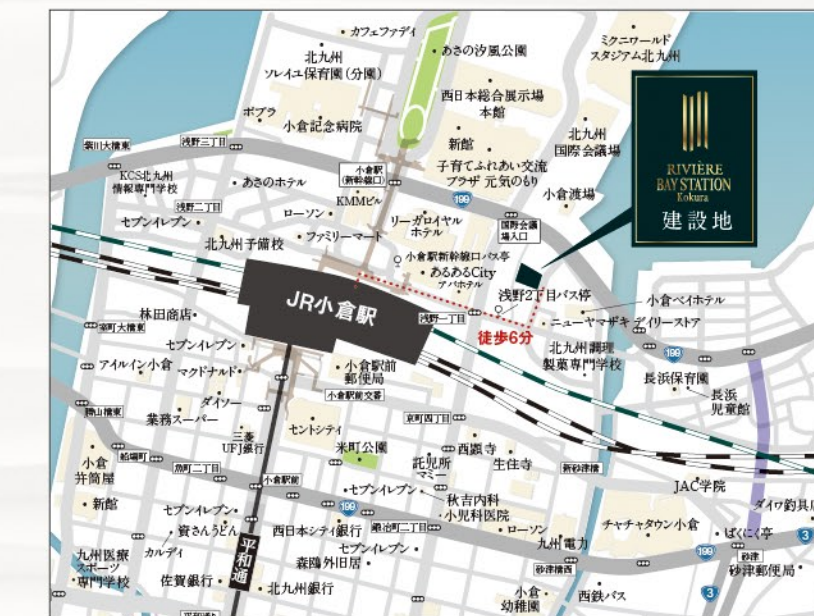 カフェファディ
北九州
ソレイユ保育園(分園)
あさの汐風公園
ミクニワールド
スタジアム北九州
西日本総合展示場
本館
ポプラ
小倉記念病院
新館
北九州
国際会議場
紫川大橋東
浅野三丁目
小倉駅
(新幹線口)
子育てふれあい交流
プラザ 元気のもり
RIVIÈRE
BAY STATION
Kokura
建設地
KCS北九州
情報専門学校
あさのホテル
KMMビル
199
小倉渡場
浅野二丁目
セブンイレブン
ローソン
リーガロイヤル
ホテル
国際会議
場入口
北九州予備校
ファミリーマート
小倉駅新幹線口バス停
あるあるCity
アパホテル
浅野2丁目バス停
小倉ベイホテル
JR小倉駅
林田商店
浅野一丁目
ニューヤマザキ デイリーストア
徒歩6分
室町大橋東
セブンイレブン
北九州調理
製菓専門学校
199
アイルイン小倉
マクドナルド
小倉駅前
郵便局
長浜保育園
長浜
児童館
ダイソー
小倉駅前交番
勝山橋東
業務スーパー
セントシティ
京町四丁目
三菱
UFJ銀行
米町公園
西顕寺
小倉
井筒屋
船場町
魚町二丁目
小倉駅前
託児所
マミー
生住寺
新砂津橋
JAC学院
セブンイレブン
秋吉内科
小児科医院
新館
セブンイレブン
199
チャチャタウン小倉
ダイワ釣具店
資さんうどん
西日本シティ銀行
鍛冶町二丁目
ローソン
カルディ
セブンイレブン
九州電力
ばくにく亭
3
九州医療
スポーツ
専門学校
平和通
森鴎外旧居
砂津橋西
199
砂津
砂津郵便局
佐賀銀行
北九州銀行
小倉
幼稚園
西鉄バス
3
平和通り